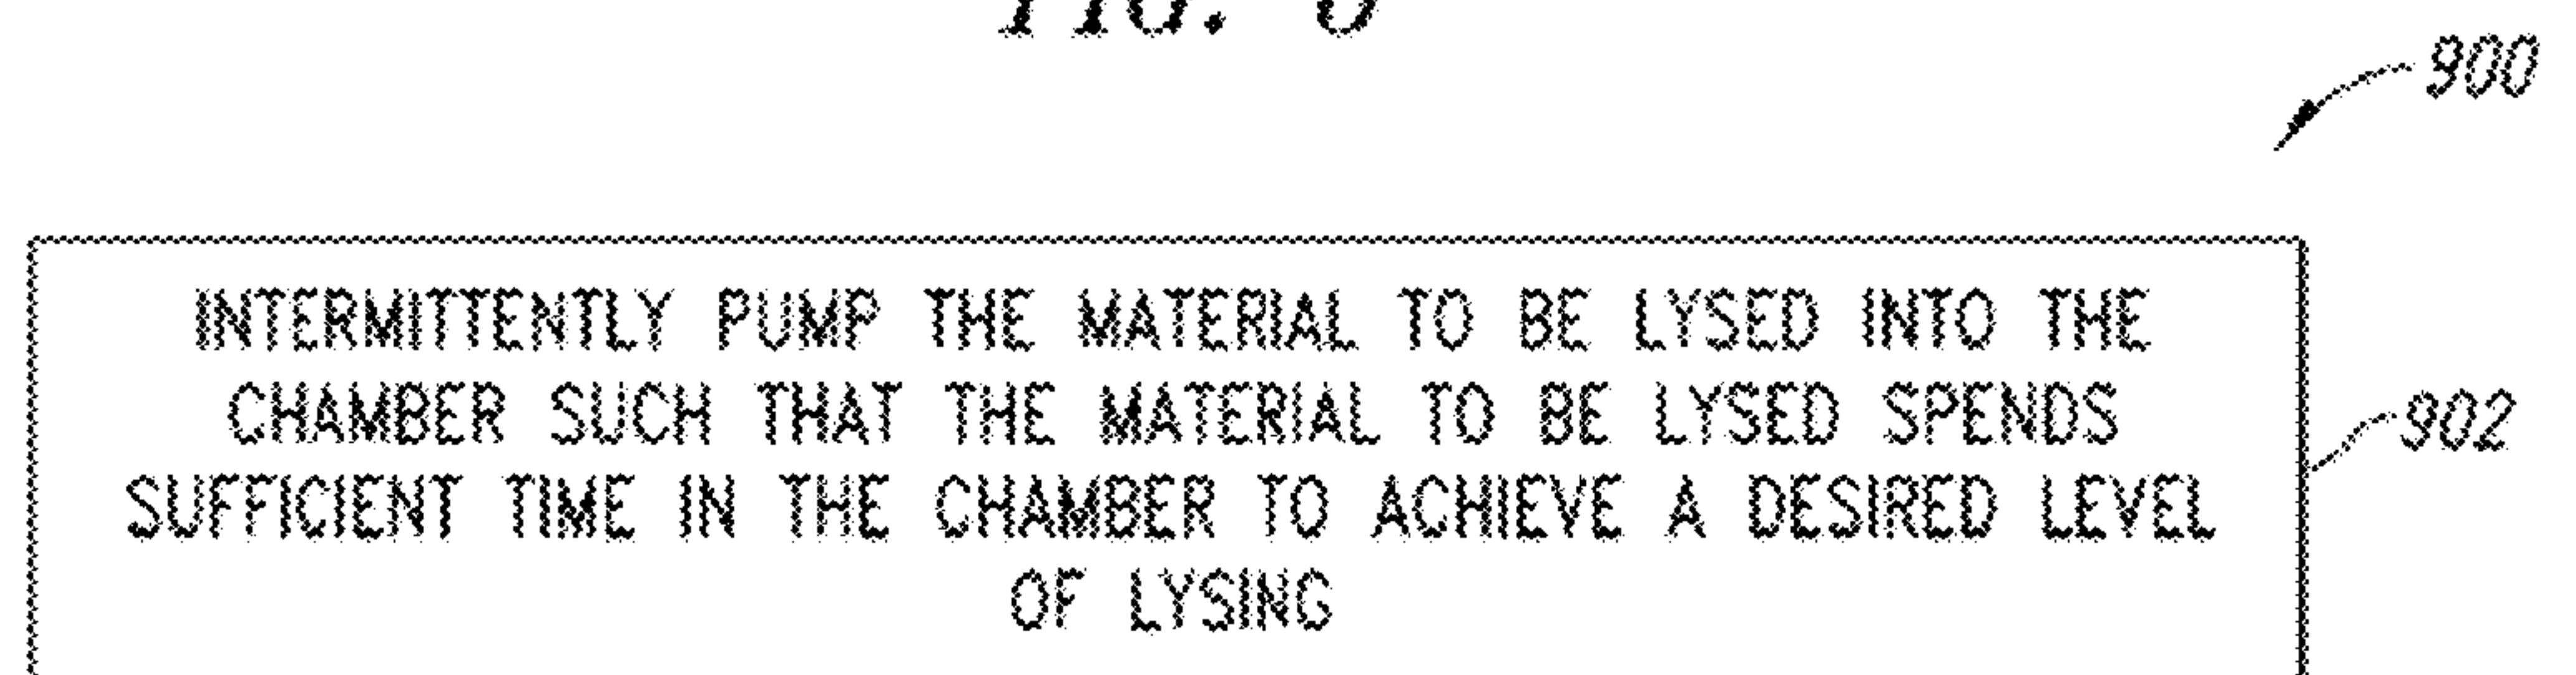 FIG.
900
INTERMITTENTLY PUMP THE MATERIAL TO BE LYSED INTO THE
CHAMBER SUCH THAT THE MATERIAL TO BE LYSED SPENDS
902
SUFFICIENT TIME IN THE CHAMBER TO ACHIEVE A DESIRED LEVEL
OF LYSING